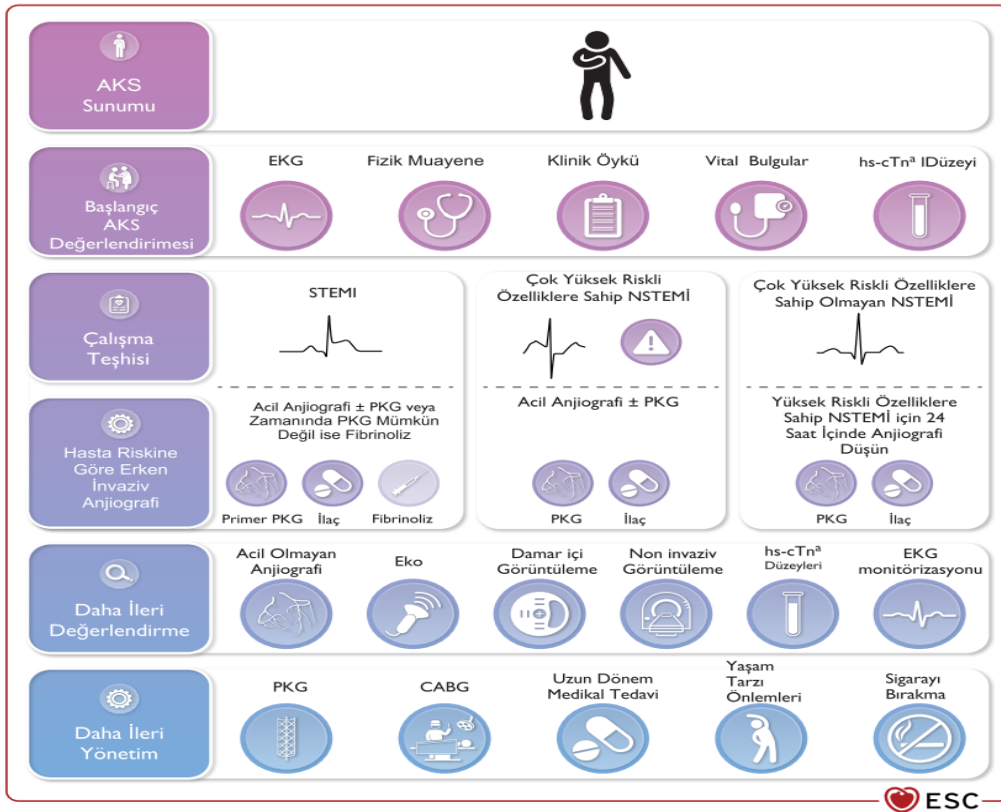 AKS
Sunumu
Başlangıç
AKS
Değerlendirimesi
EKG
Fizik Muayene
Klinik Öykü
Vital Bulgular
hs-cTnª IDüzeyi
Çalışma
Teşhisi
STEMI
Çok Yüksek Riskli
Özelliklere Sahip NSTEMİ
Çok Yüksek Riskli Özelliklere
Sahip Olmayan NSTEMİ
Hasta Riskine
Göre Erken
İnvaziv
Anjiografi
Acil Anjiografi ± PKG veya
Zamanında PKG Mümkün
Değil ise Fibrinoliz
Primer PKG
İlaç
Fibrinoliz
Acil Anjiografi ± PKG
PKG
İlaç
Yüksek Riskli Özelliklere
Sahip NSTEMİ için 24
Saat İçinde Anjiografi
Düşün
PKG
İlaç
Daha İleri
Değerlendirme
Acil Olmayan
Anjiografi
Eko
Damar içi
Görüntüleme
Non invaziv
Görüntüleme
hs-cTnª
Düzeyleri
EKG
monitörizasyonu
Daha İleri
Yönetim
PKG
CABG
Uzun Dönem
Medikal Tedavi
Yaşam
Tarzı
Önlemleri
Sigarayı
Bırakma
ESC